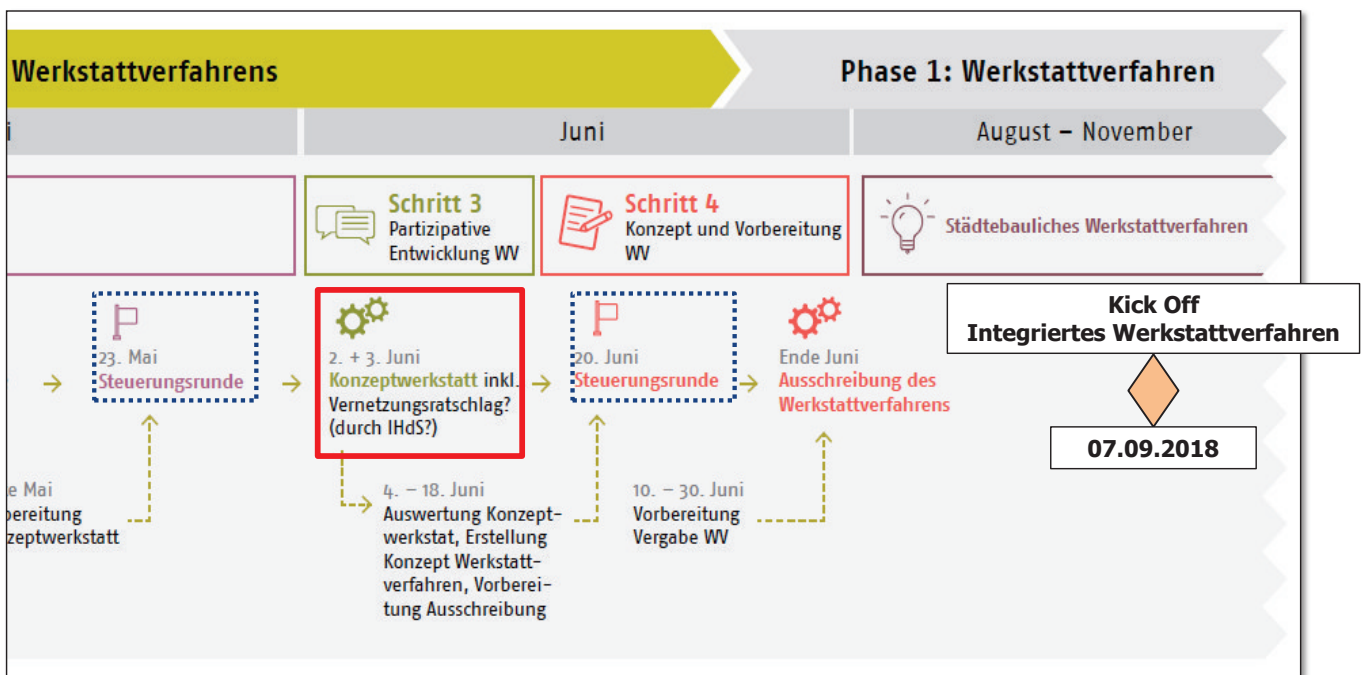 Werkstattverfahrens
Phase 1: Werkstattverfahren
i
Juni
August – November
Schritt 3
Partizipative
Entwicklung WV
Schritt 4
Konzept und Vorbereitung
WV
Städtebauliches Werkstattverfahren
Kick Off
Integriertes Werkstattverfahren
07.09.2018
23. Mai
Steuerungsrunde
2. + 3. Juni
Konzeptwerkstatt inkl.
Vernetzungsratschlag?
(durch IHdS?)
20. Juni
Steuerungsrunde
Ende Juni
Ausschreibung des
Werkstattverfahrens
e Mai
bereitung
zeptwerkstatt
4. – 18. Juni
Auswertung Konzept-
werkstat, Erstellung
Konzept Werkstatt-
verfahren, Vorberei-
tung Ausschreibung
10. – 30. Juni
Vorbereitung
Vergabe WV